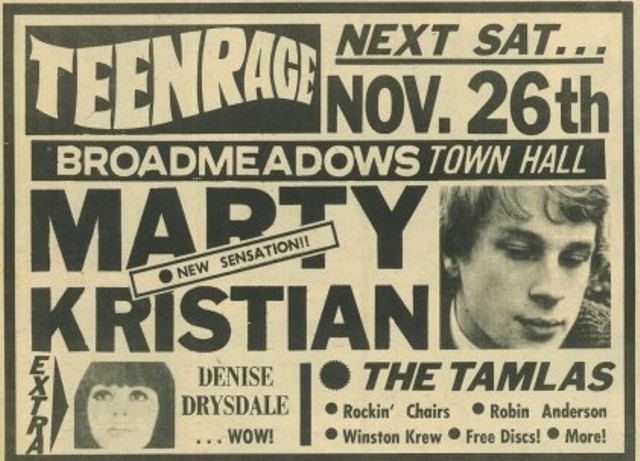 TEENRAGE
NEXT SAT...
NOV. 26th
BROADMEADOWS TOWN HALL
MARTY
● NEW SENSATION!!
KRISTIAN
EXTRA
DENISE
DRYSDALE
...WOW!
THE TAMLAS
● Rockin' Chairs ● Robin Anderson
● Winston Krew ● Free Discs! ● More!